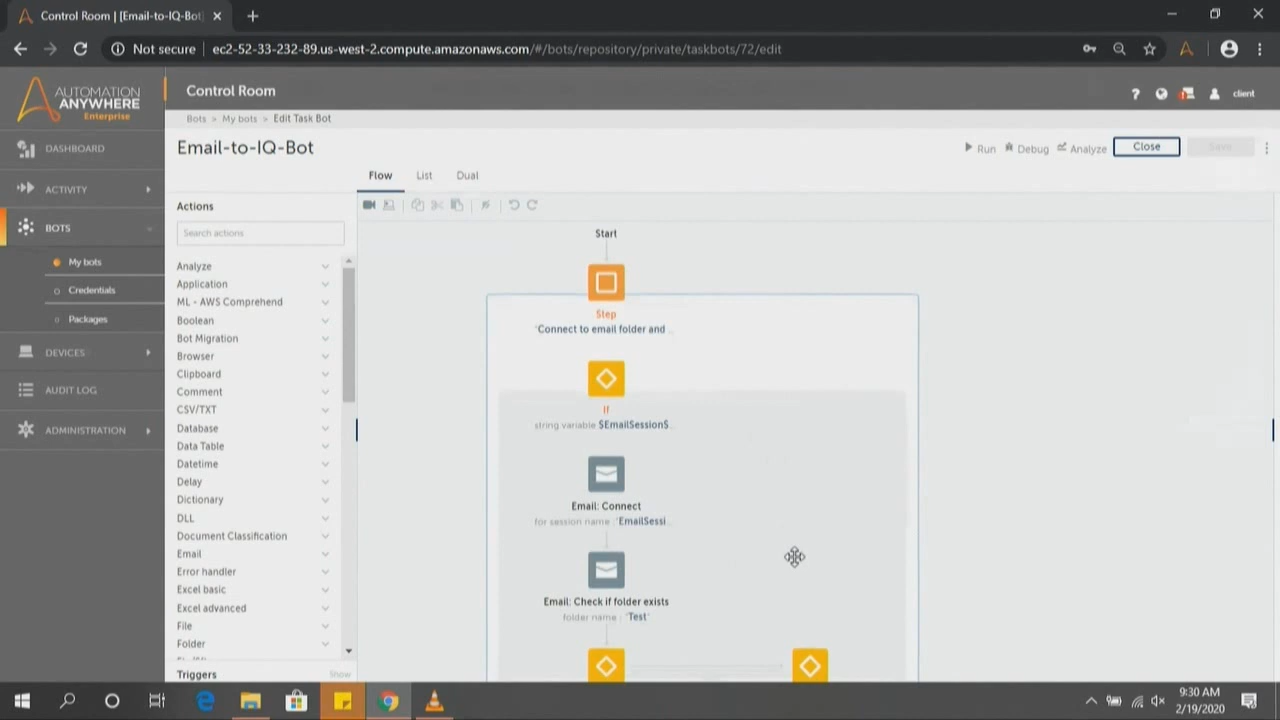 Control Room | [Email-to-IQ-Bot]
Not secure
ec2-52-33-232-89.us-west-2.compute.amazonaws.com/#/bots/repository/private/taskbots/72/edit
AUTOMATION
ANYWHERE
Enterprise
Control Room
?
client
Bots > My bots > Edit Task Bot
Email-to-IQ-Bot
Run
Debug
Analyze
Close
Save
DASHBOARD
ACTIVITY
BOTS
My bots
Credentials
Packages
DEVICES
AUDIT LOG
ADMINISTRATION
Flow
List
Dual
Actions
Search actions
Analyze
Application
ML - AWS Comprehend
Boolean
Bot Migration
Browser
Clipboard
Comment
CSV/TXT
Database
Data Table
Datetime
Delay
Dictionary
DLL
Document Classification
Email
Error handler
Excel basic
Excel advanced
File
Folder
Triggers
Show
Start
Step
"Connect to email folder and ...
If
string variable $EmailSession$...
Email: Connect
for session name : "EmailSessi...
Email: Check if folder exists
folder name : "Test"
9:30 AM
2/19/2020